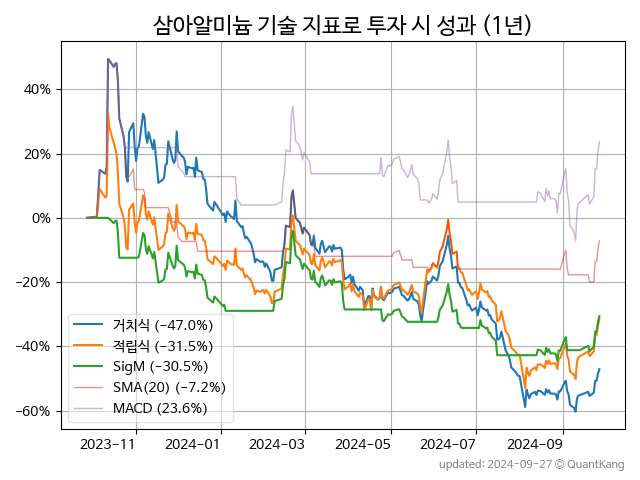 삼아알미늄 기술 지표로 투자 시 성과 (1년)
40%
20%
0%
−20%
−40%
−60%
거치식 (−47.0%)
적립식 (−31.5%)
SigM (−30.5%)
SMA(20) (−7.2%)
MACD (23.6%)
2023−11 2024−01 2024−03 2024−05 2024−07 2024−09
updated: 2024−09−27 © QuantKang